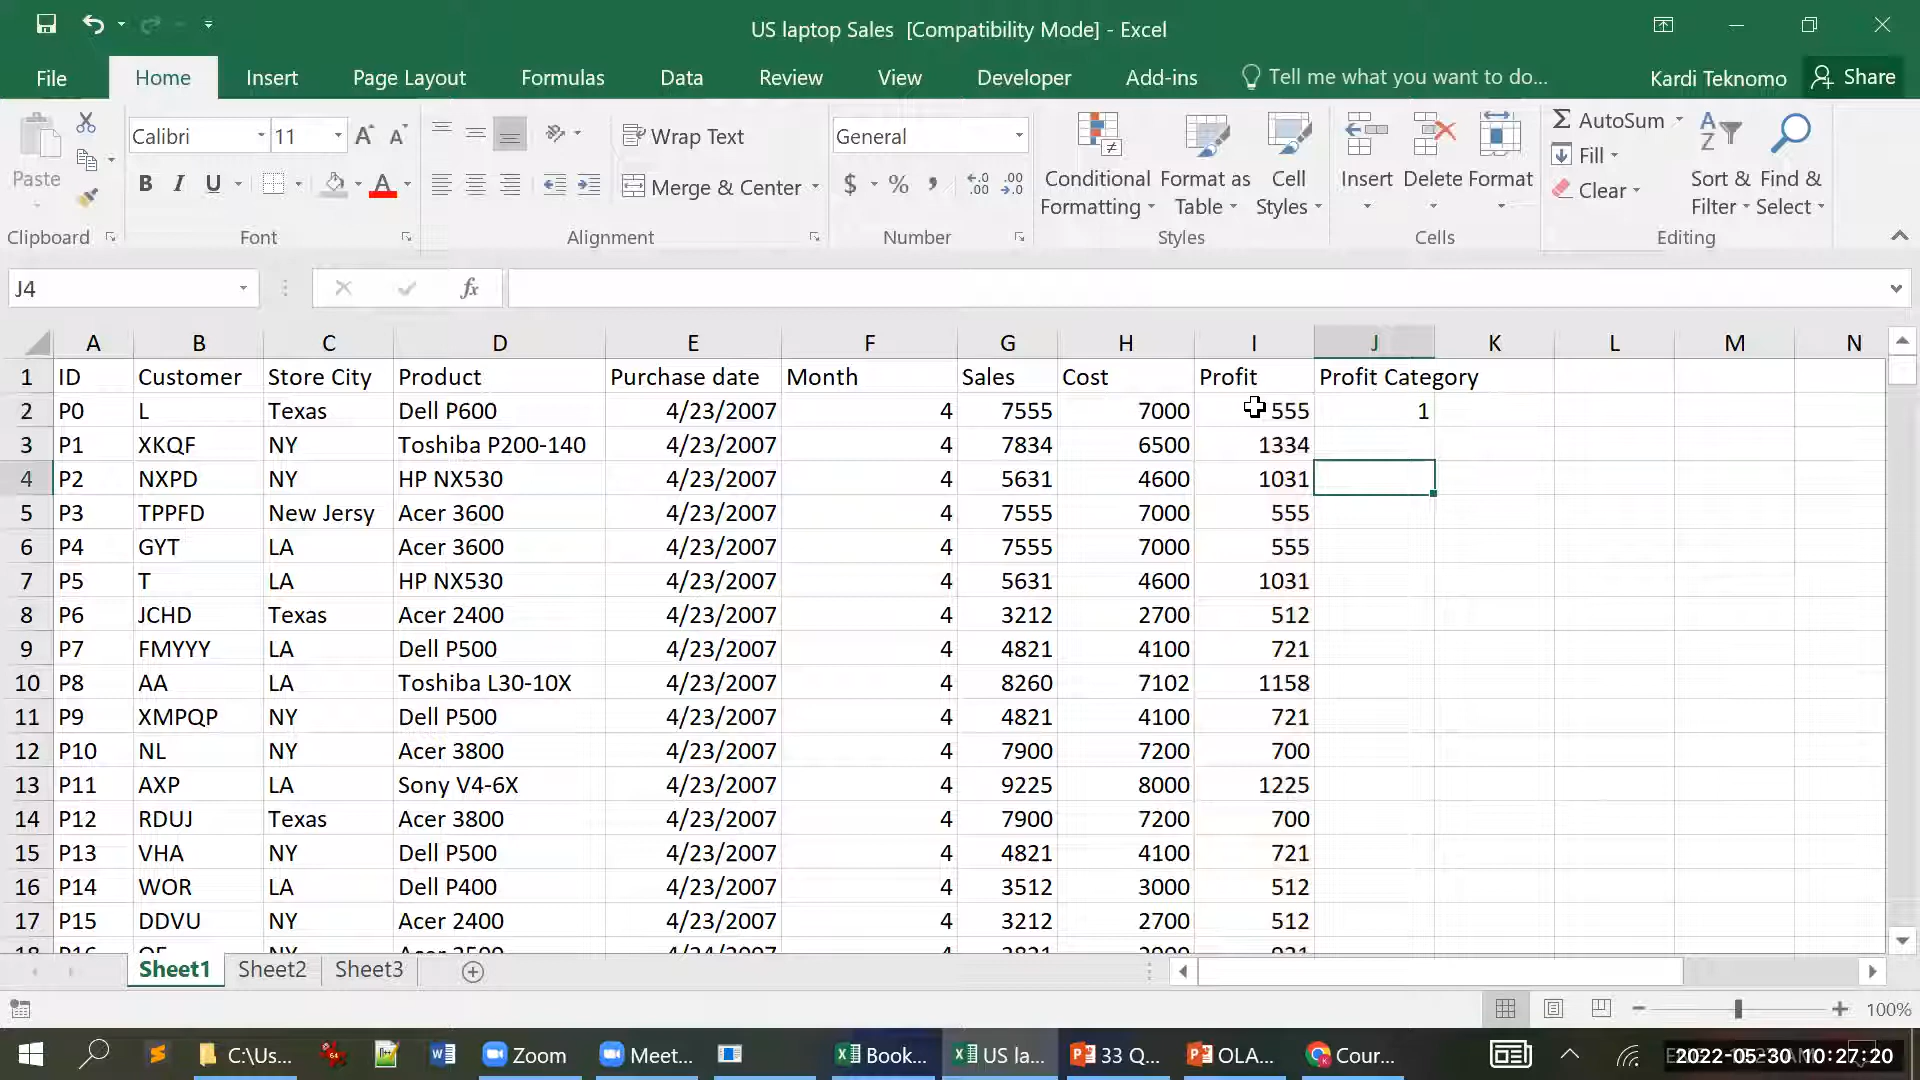 US laptop Sales  [Compatibility Mode] - Excel
File Home Insert Page Layout Formulas Data Review View Developer Add-ins Tell me what you want to do... Kardi Teknomo Share
Paste
Calibri 11 A A
B I U A
Wrap Text
Merge & Center
General
$ % ,
Conditional Formatting
Format as Table
Cell Styles
Insert Delete Format
AutoSum
Fill
Clear
Sort & Filter
Find & Select
Clipboard Font Alignment Number Styles Cells Editing
J4 fx
A B C D E F G H I J K L M N
1 ID Customer Store City Product Purchase date Month Sales Cost Profit Profit Category
2 P0 L Texas Dell P600 4/23/2007 4 7555 7000 555 1
3 P1 XKQF NY Toshiba P200-140 4/23/2007 4 7834 6500 1334
4 P2 NXPD NY HP NX530 4/23/2007 4 5631 4600 1031
5 P3 TPPFD New Jersy Acer 3600 4/23/2007 4 7555 7000 555
6 P4 GYT LA Acer 3600 4/23/2007 4 7555 7000 555
7 P5 T LA HP NX530 4/23/2007 4 5631 4600 1031
8 P6 JCHD Texas Acer 2400 4/23/2007 4 3212 2700 512
9 P7 FMYYY LA Dell P500 4/23/2007 4 4821 4100 721
10 P8 AA LA Toshiba L30-10X 4/23/2007 4 8260 7102 1158
11 P9 XMPQP NY Dell P500 4/23/2007 4 4821 4100 721
12 P10 NL NY Acer 3800 4/23/2007 4 7900 7200 700
13 P11 AXP LA Sony V4-6X 4/23/2007 4 9225 8000 1225
14 P12 RDUJ Texas Acer 3800 4/23/2007 4 7900 7200 700
15 P13 VHA NY Dell P500 4/23/2007 4 4821 4100 721
16 P14 WOR LA Dell P400 4/23/2007 4 3512 3000 512
17 P15 DDVU NY Acer 2400 4/23/2007 4 3212 2700 512
Sheet1 Sheet2 Sheet3
100%
C:\Us... Zoom Meet... Book... US la... 33 Q... OLA... Cour... 2022-05-30 10:27:20